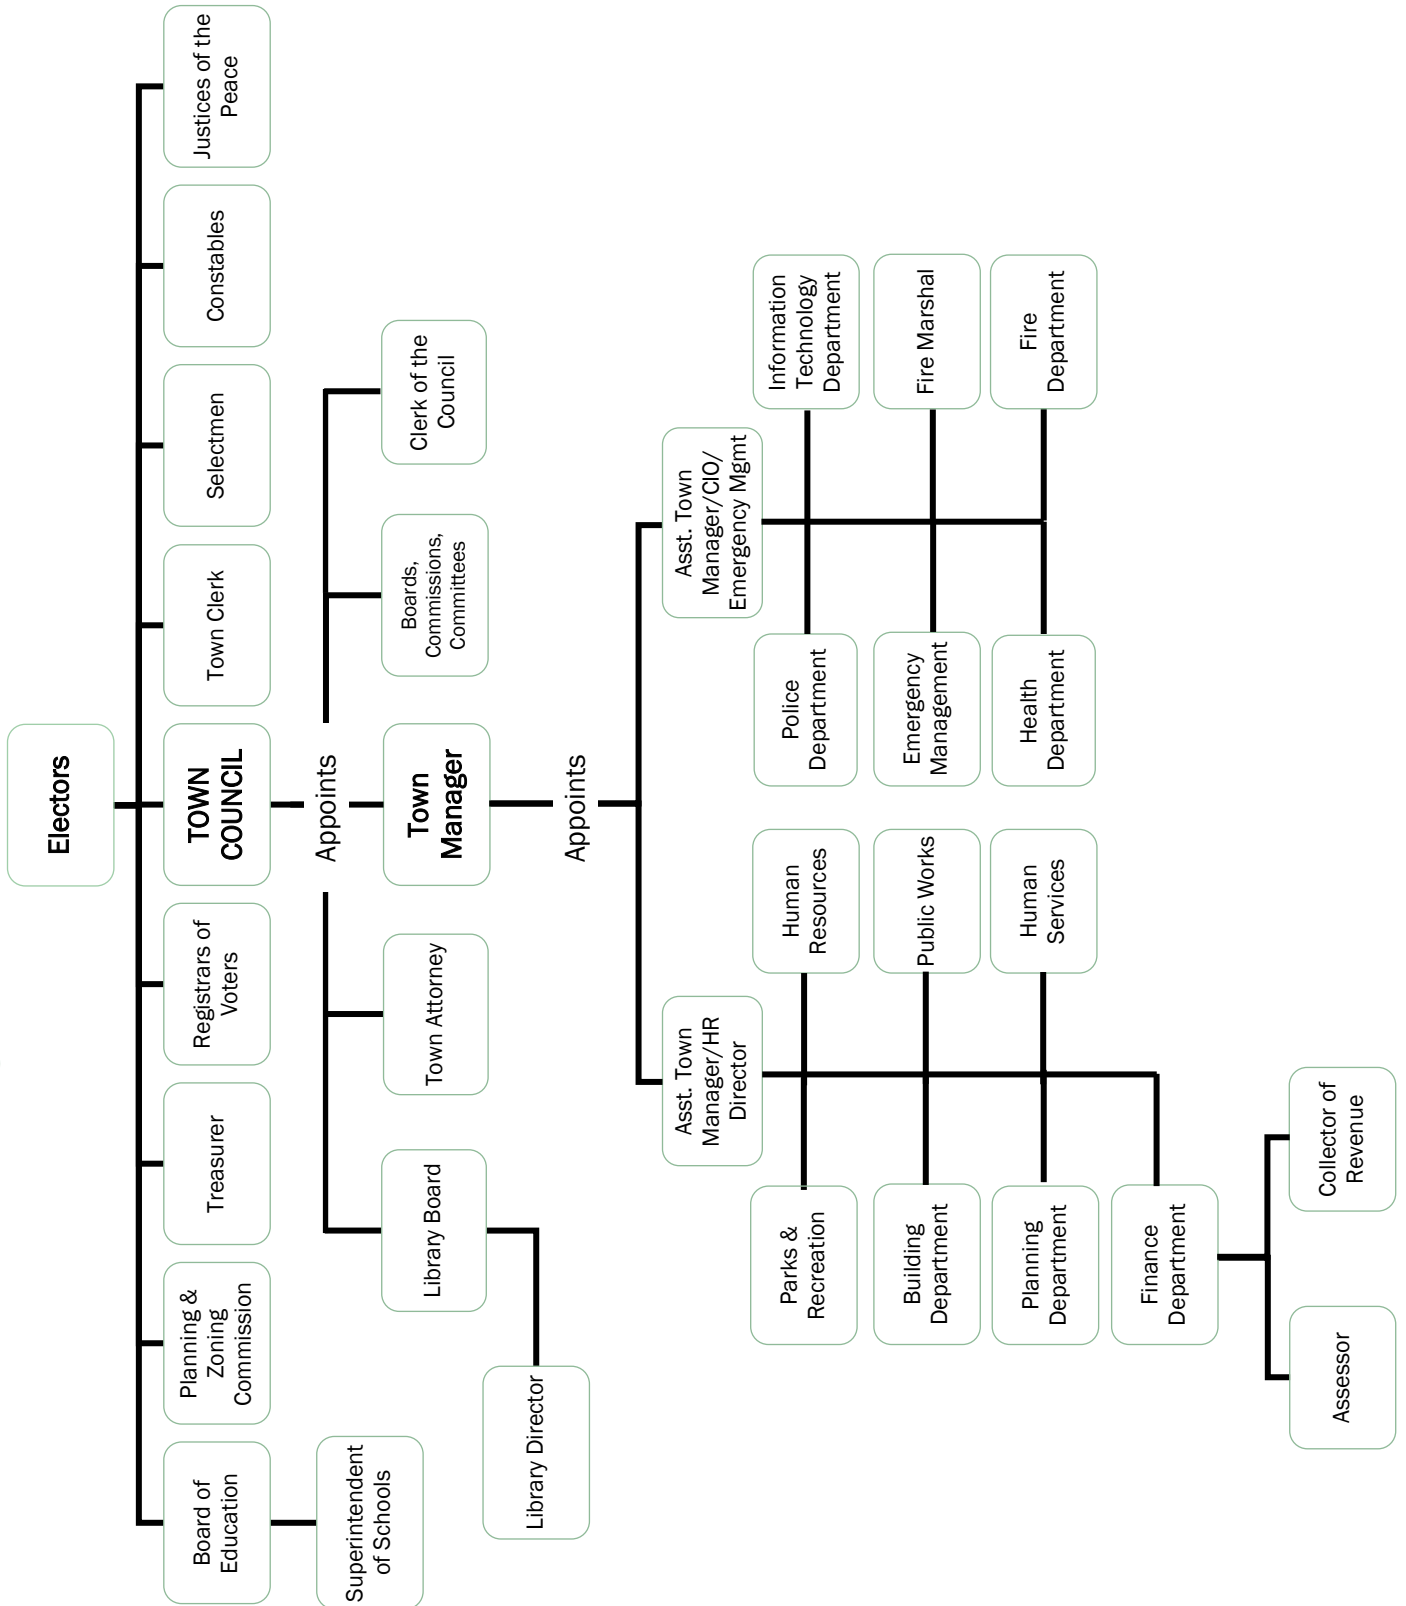 Electors
Board of
Education
Planning &
Zoning
Commission
Treasurer
Registrars of
Voters
TOWN
COUNCIL
Town Clerk
Selectmen
Constables
Justices of the
Peace
Superintendent
of Schools
Appoints
Library Board
Town Attorney
Town
Manager
Boards,
Commissions,
Committees
Clerk of the
Council
Library Director
Appoints
Asst. Town
Manager/HR
Director
Asst. Town
Manager/CIO/
Emergency Mgmt
Parks &
Recreation
Human
Resources
Police
Department
Information
Technology
Department
Building
Department
Public Works
Emergency
Management
Fire Marshal
Planning
Department
Human
Services
Health
Department
Fire
Department
Finance
Department
Assessor
Collector of
Revenue